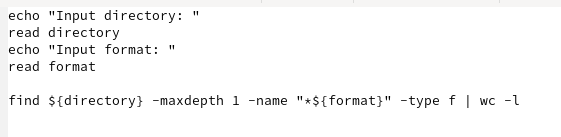 echo "Input directory: "
read directory
echo "Input format: "
read format
find ${directory} -maxdepth 1 -name "*${format}" -type f | wc -l